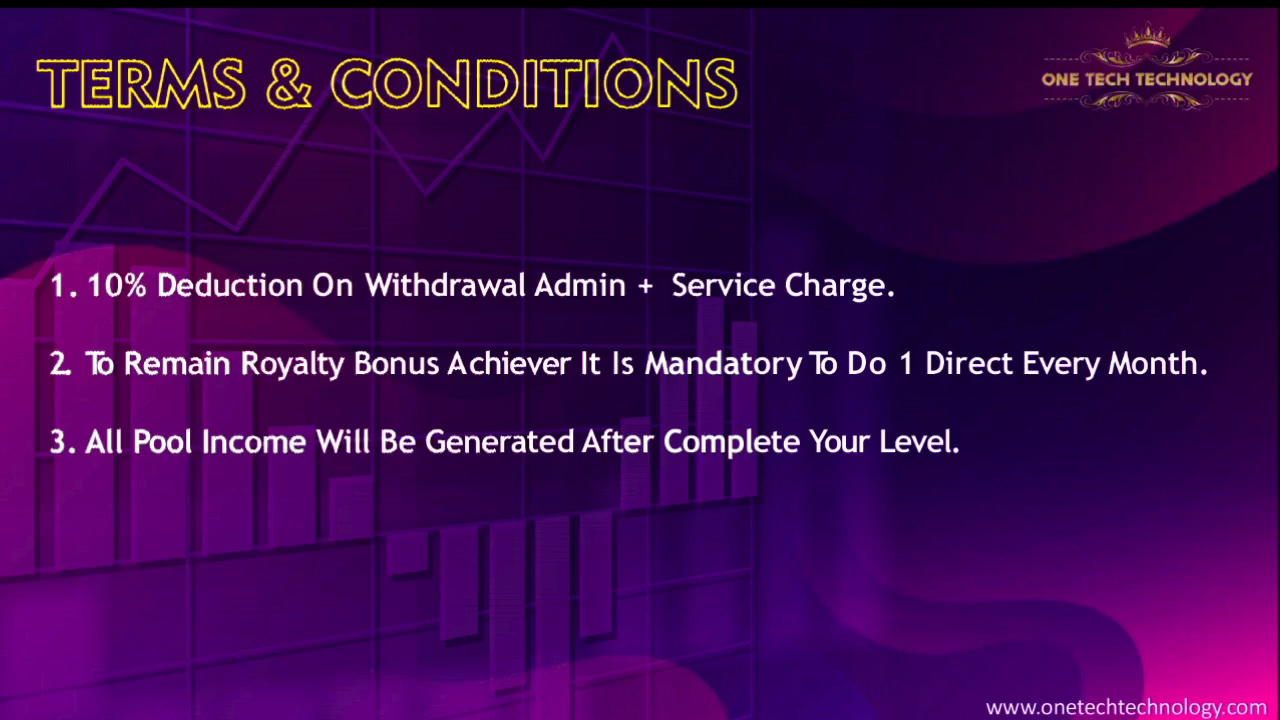 TERMS & CONDITIONS
ONE TECH TECHNOLOGY
1. 10% Deduction On Withdrawal Admin + Service Charge.
2. To Remain Royalty Bonus Achiever It Is Mandatory To Do 1 Direct Every Month.
3. All Pool Income Will Be Generated After Complete Your Level.
www.onetechtechnology.com